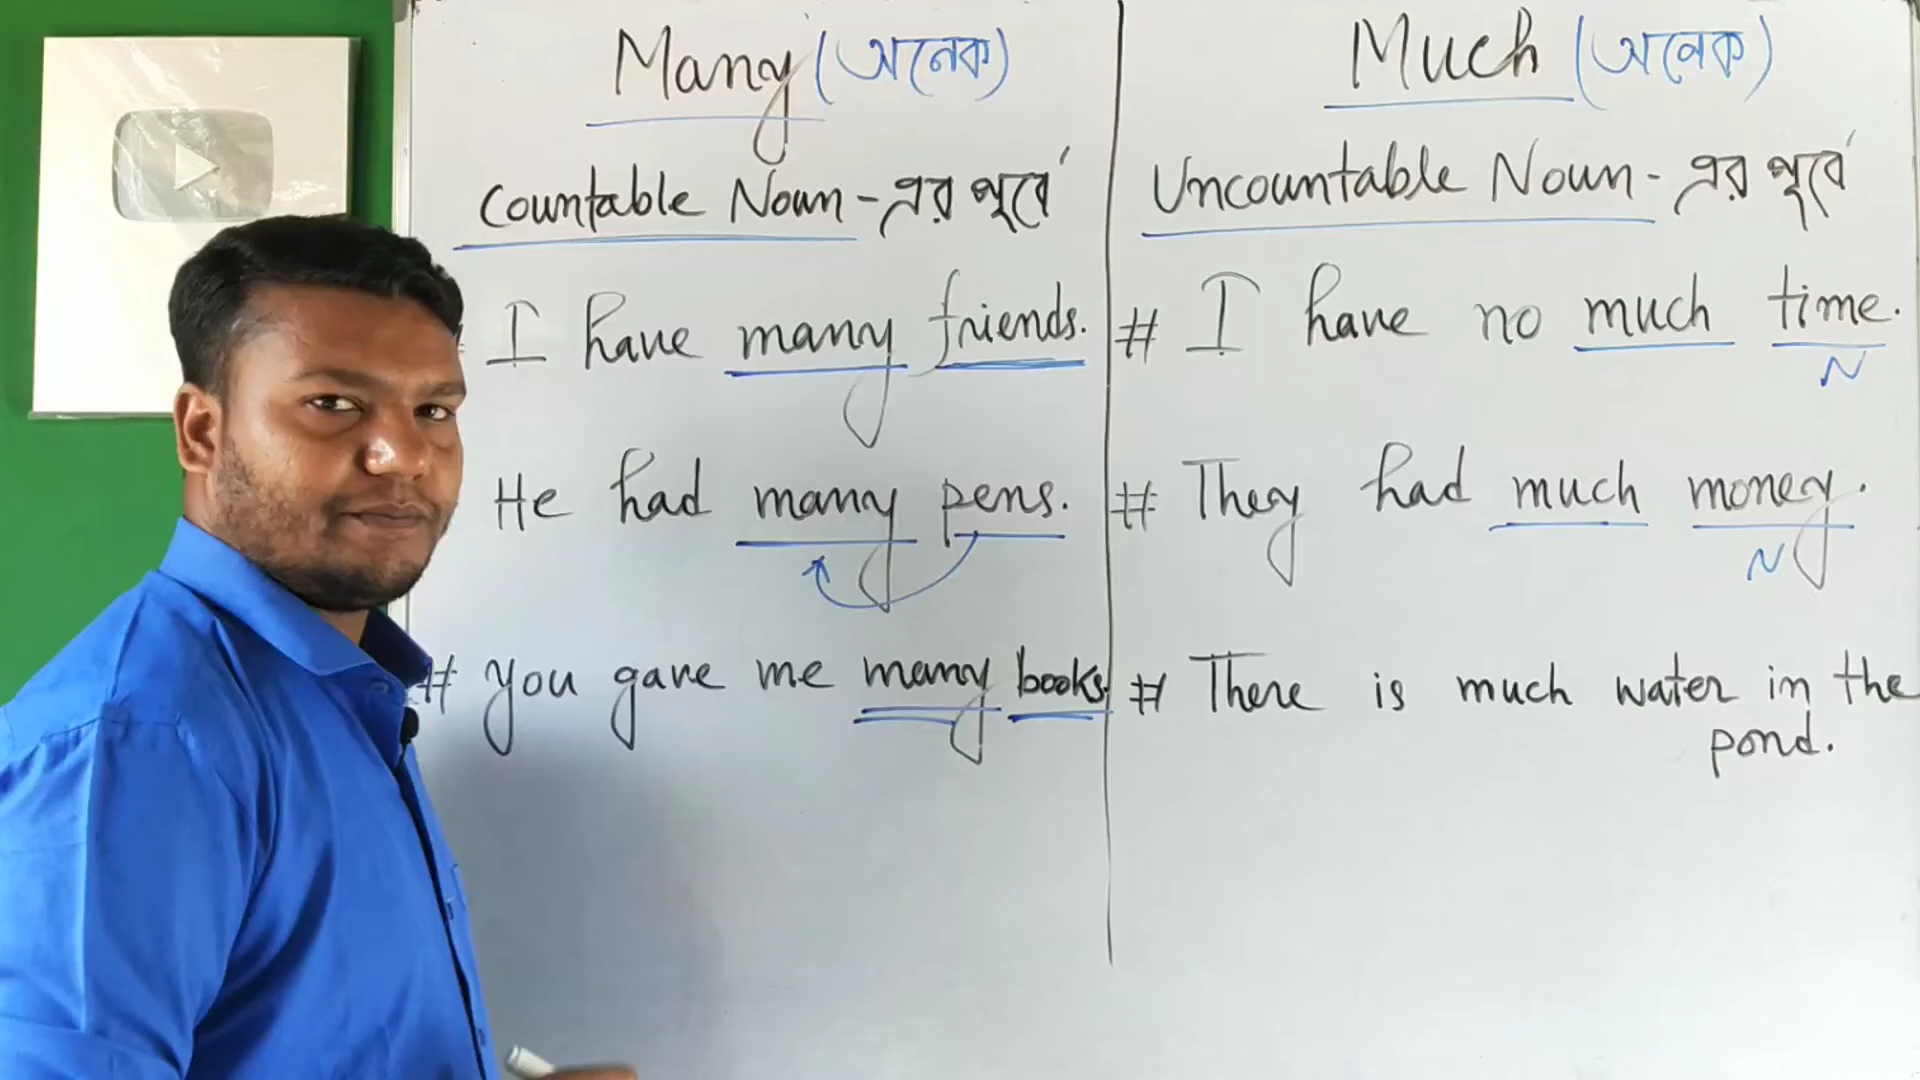 Many (অনেক)
Countable Noun - এর পূর্বে
I have many friends.
He had many pens.
# You gave me many books.
Much (অনেক)
Uncountable Noun - এর পূর্বে
# I have no much time.
N
# They had much money.
N
# There is much water in the
pond.